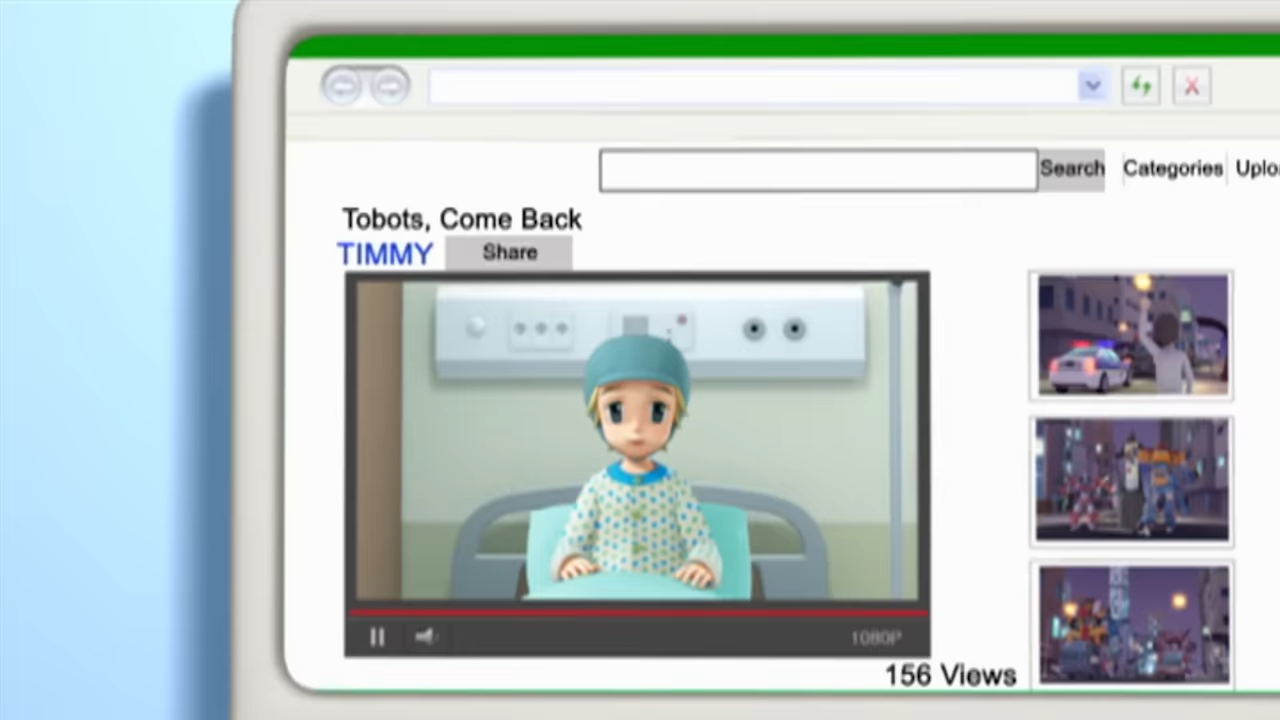 Search Categories Uplo
Tobots, Come Back
TIMMY Share
1080P
156 Views